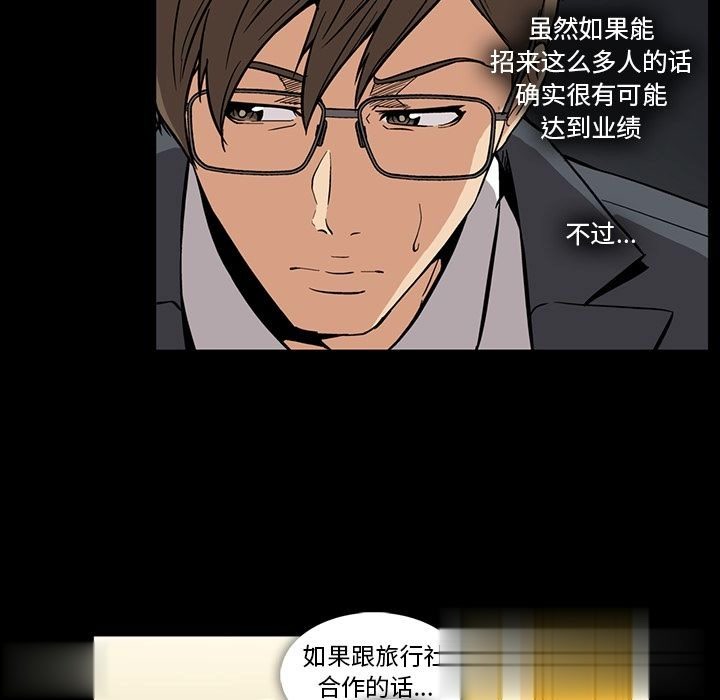 虽然如果能
招来这么多人的话
确实很有可能
达到业绩
不过...
如果跟旅行社
合作的话...